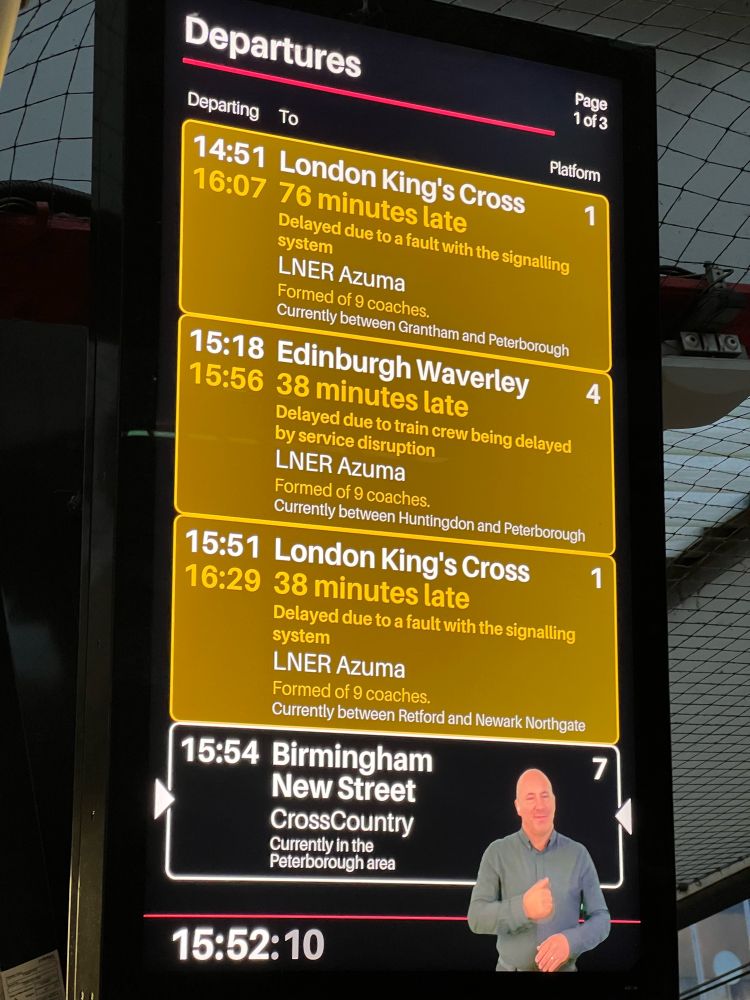 Departures
Page
1 of 3
Departing To
Platform
14:51 London King's Cross 1
16:07 76 minutes late
Delayed due to a fault with the signalling
system
LNER Azuma
Formed of 9 coaches.
Currently between Grantham and Peterborough
15:18 Edinburgh Waverley 4
15:56 38 minutes late
Delayed due to train crew being delayed
by service disruption
LNER Azuma
Formed of 9 coaches.
Currently between Huntingdon and Peterborough
15:51 London King's Cross 1
16:29 38 minutes late
Delayed due to a fault with the signalling
system
LNER Azuma
Formed of 9 coaches.
Currently between Retford and Newark Northgate
15:54 Birmingham 7
New Street
CrossCountry
Currently in the
Peterborough area
15:52:10